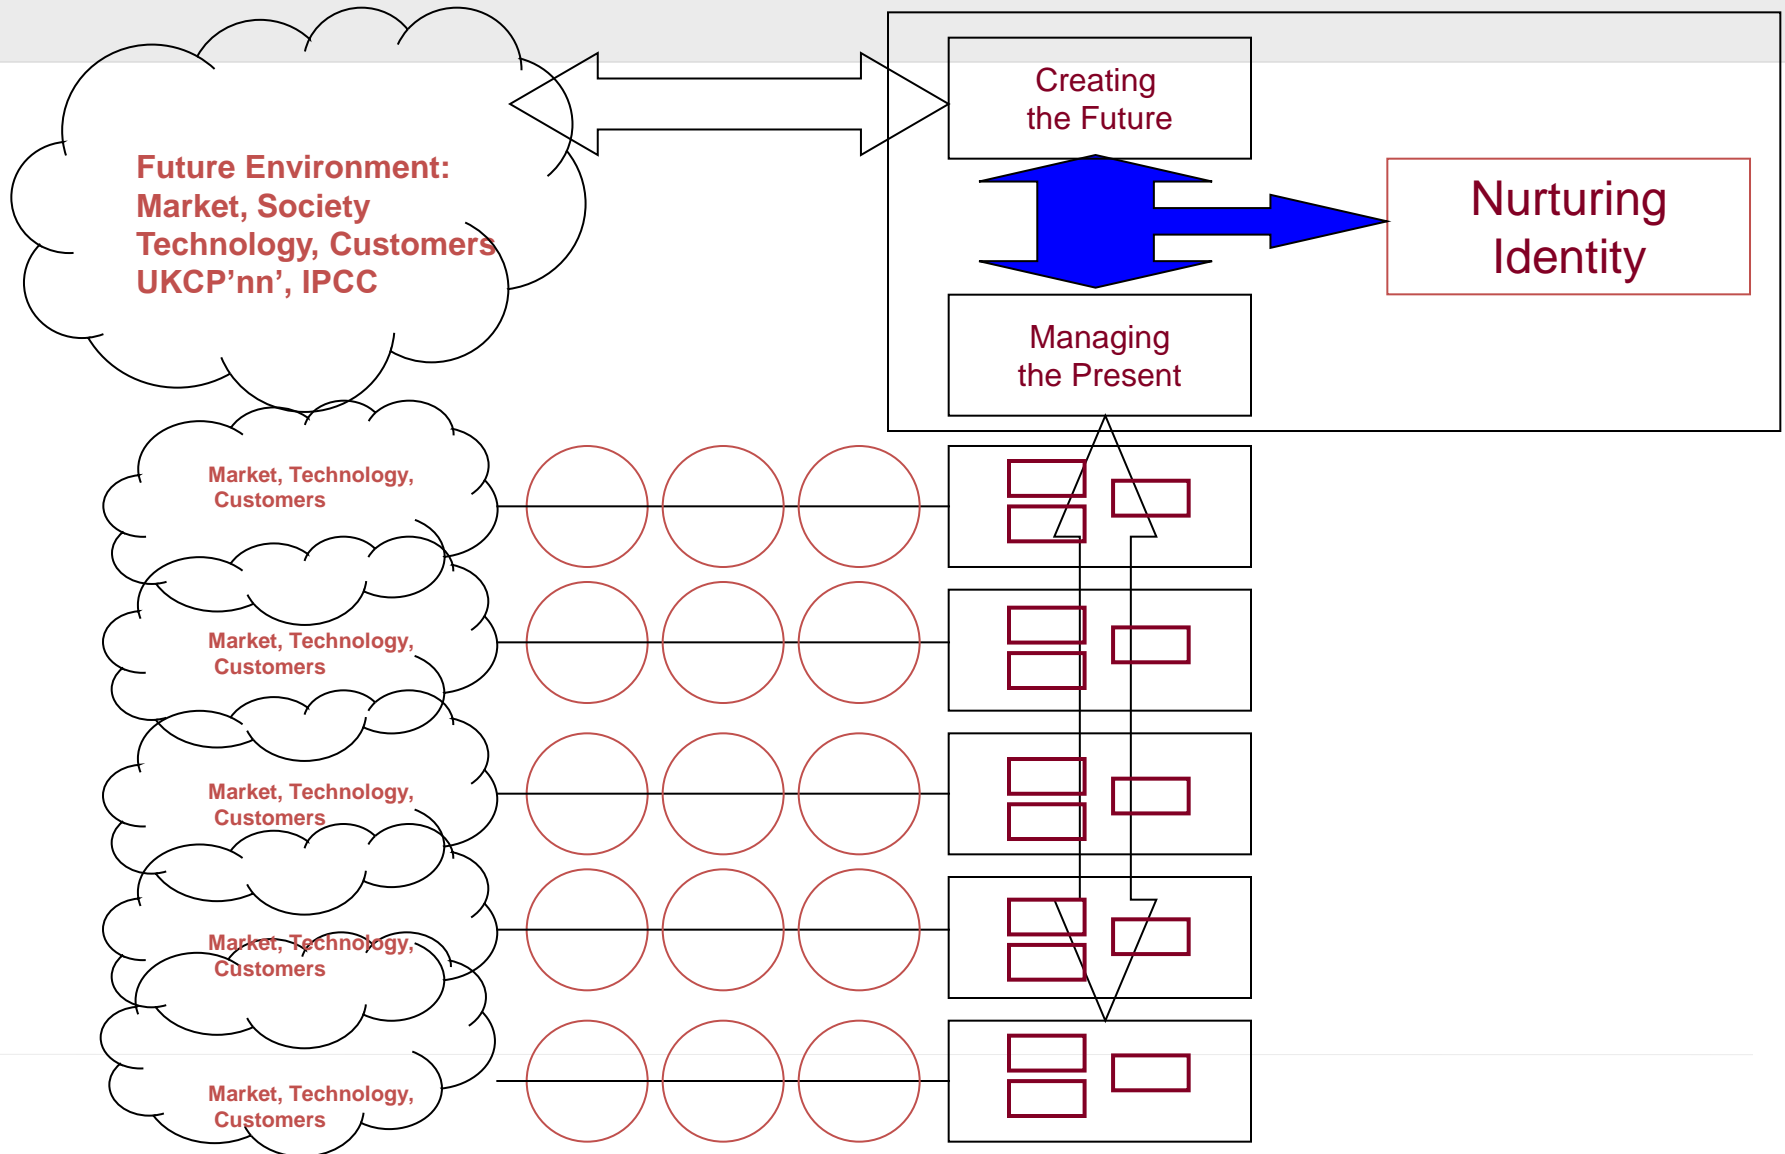 Creating
the Future
Future Environment:
Market, Society
Technology, Customers
UKCP’nn’, IPCC
Nurturing
Identity
Managing
the Present
Market, Technology,
Customers
Market, Technology,
Customers
Market, Technology,
Customers
Market, Technology,
Customers
Market, Technology,
Customers